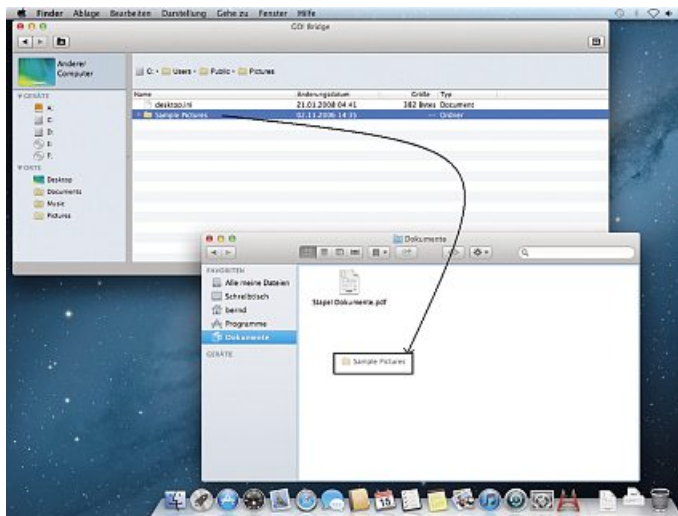 Finder Ablage Bearbeiten Darstellung Gehe zu Fenster Hilfe
GO! Bridge
Anderer
Computer
C: Users Public Pictures
GERÄTE
A:
C:
D:
E:
F:
ORTE
Desktop
Documents
Music
Pictures
Name Änderungsdatum Größe Typ
desktop.ini 21.01.2008 04:41 382 Bytes Document
Sample Pictures 02.11.2006 14:35 -- Ordner
Dokumente
FAVORITEN
Alle meine Dateien
Schreibtisch
bernd
Programme
Dokumente
GERÄTE
Stapel Dokumente.pdf
Sample Pictures
15